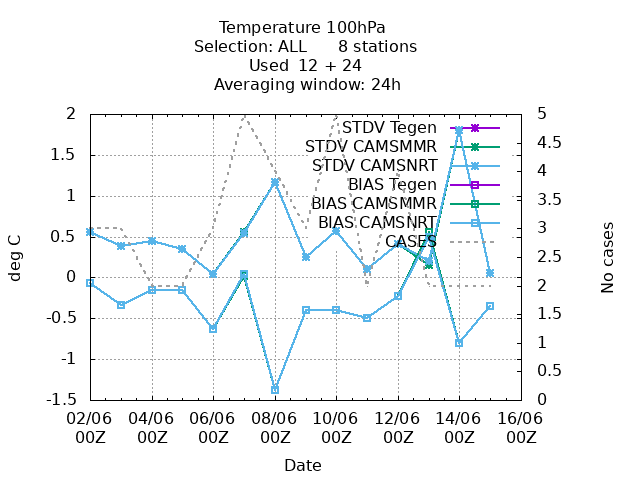 Temperature 100hPa
Selection: ALL      8 stations
Used  12 + 24
Averaging window: 24h
2
1.5
1
0.5
0
-0.5
-1
-1.5
deg C
5
4.5
4
3.5
3
2.5
2
1.5
1
0.5
0
No cases
STDV Tegen
STDV CAMSMMR
STDV CAMSNRT
BIAS Tegen
BIAS CAMSMMR
BIAS CAMSNRT
CASES
02/06 04/06 06/06 08/06 10/06 12/06 14/06 16/06
00Z 00Z 00Z 00Z 00Z 00Z 00Z 00Z
Date